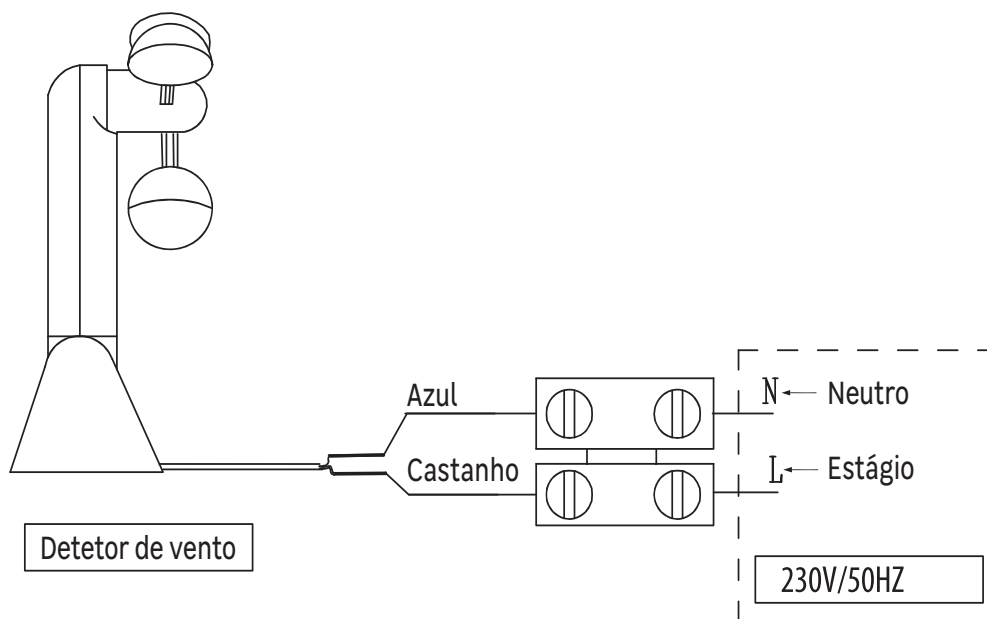 Azul
N
Neutro
Castanho
L
Estágio
Detetor de vento
230V/50HZ